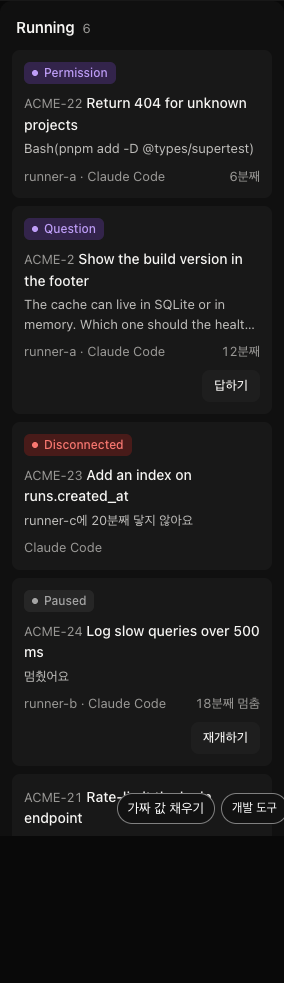 Running 6
Permission
ACME-22 Return 404 for unknown
projects
Bash(pnpm add -D @types/supertest)
runner-a · Claude Code 6분째
Question
ACME-2 Show the build version in
the footer
The cache can live in SQLite or in
memory. Which one should the healt...
runner-a · Claude Code 12분째
답하기
Disconnected
ACME-23 Add an index on
runs.created_at
runner-c에 20분째 닿지 않아요
Claude Code
Paused
ACME-24 Log slow queries over 500
ms
멈췄어요
runner-b · Claude Code 18분째 멈춤
재개하기
ACME-21
endpoint
가짜 값 채우기
개발 도구